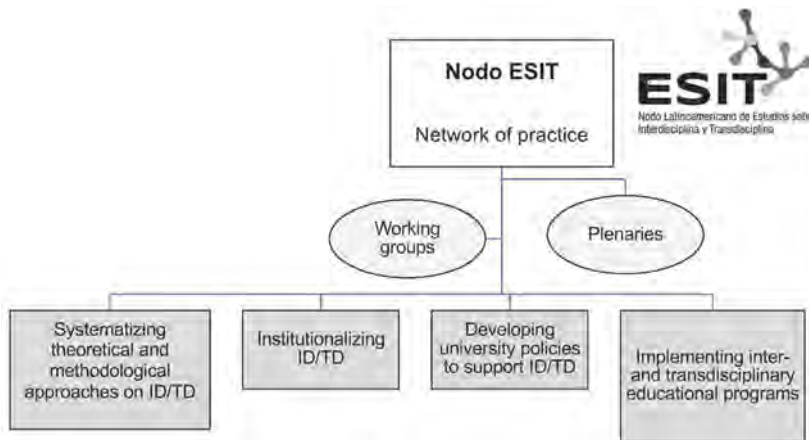 Nodo ESIT
Network of practice
ESIT
Nodo Latinoamericano de Estudios sobre
Interdisciplina y Transdisciplina
Working
groups
Plenaries
Systematizing
theoretical and
methodological
approaches on ID/TD
Institutionalizing
ID/TD
Developing
university policies
to support ID/TD
Implementing inter-
and transdisciplinary
educational programs